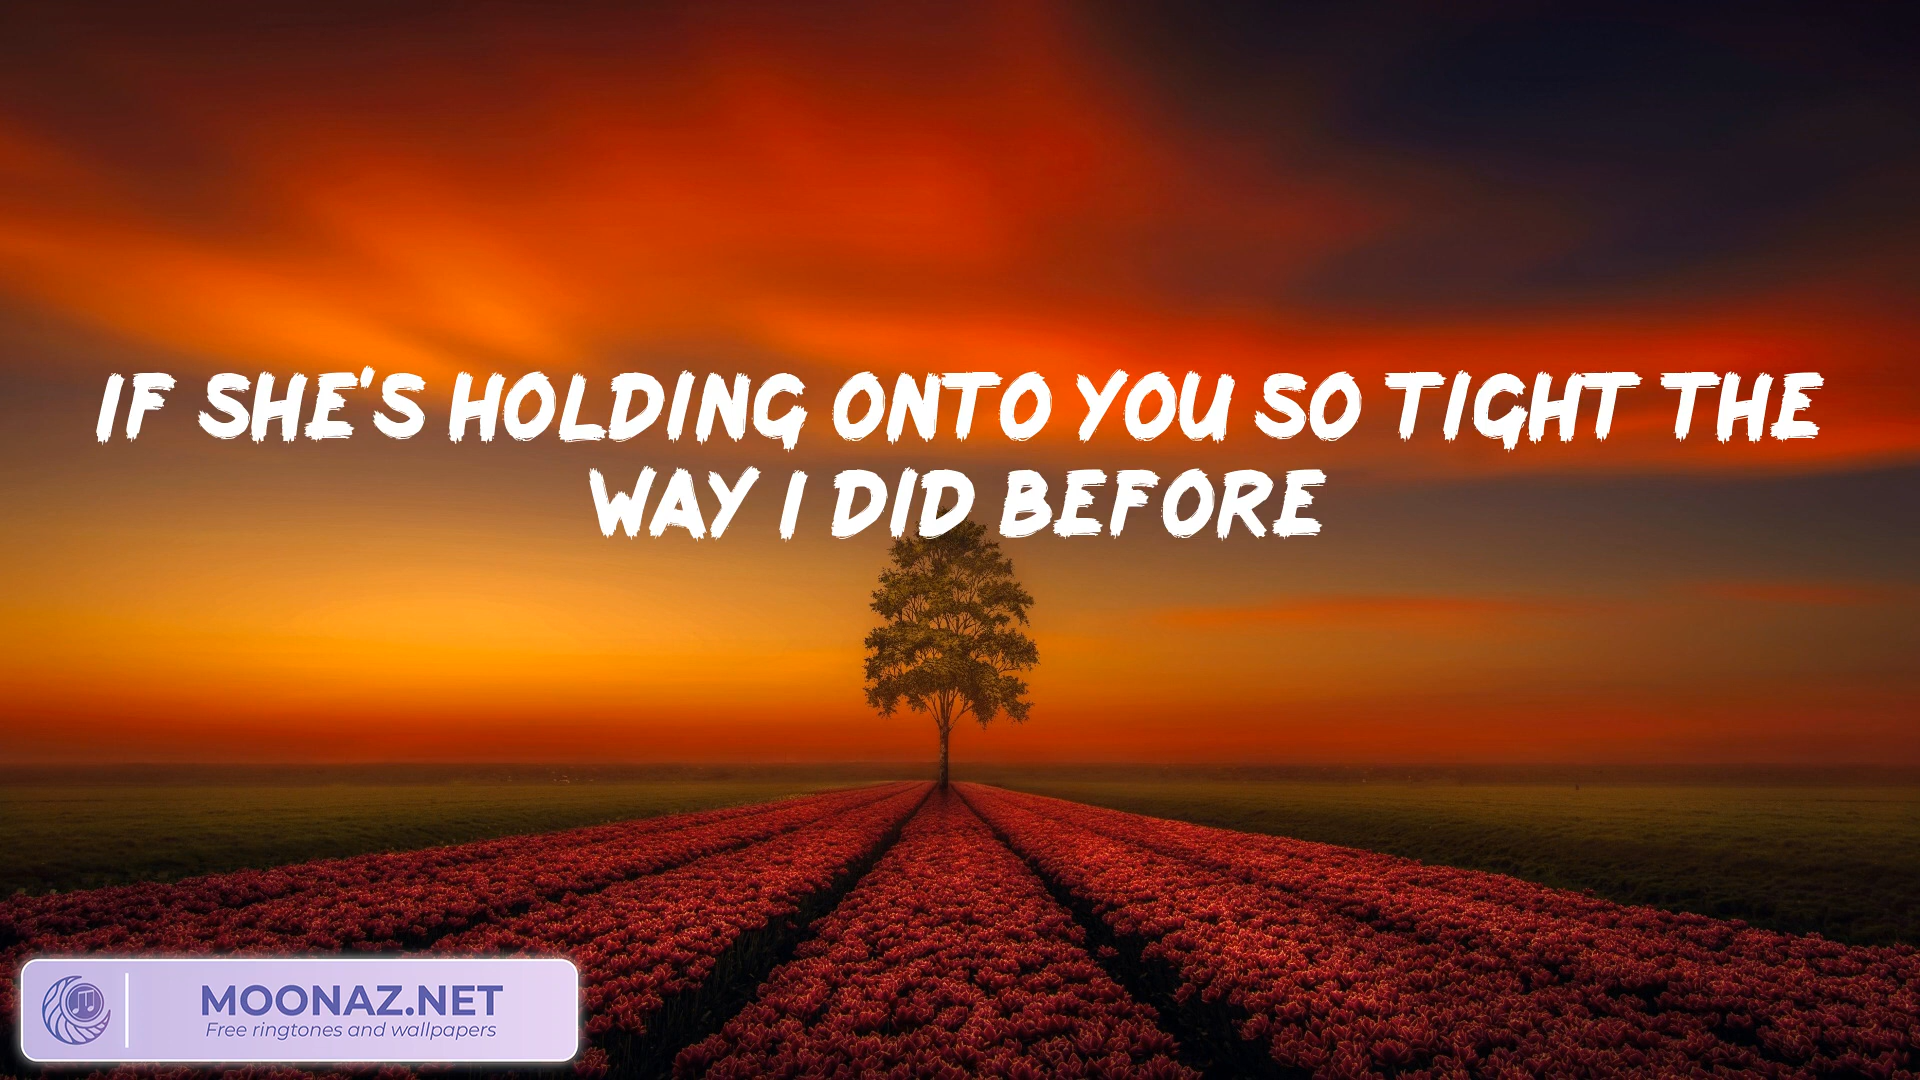 IF SHE'S HOLDING ONTO YOU SO TIGHT THE
WAY I DID BEFORE
MOONAZ.NET
Free ringtones and wallpapers